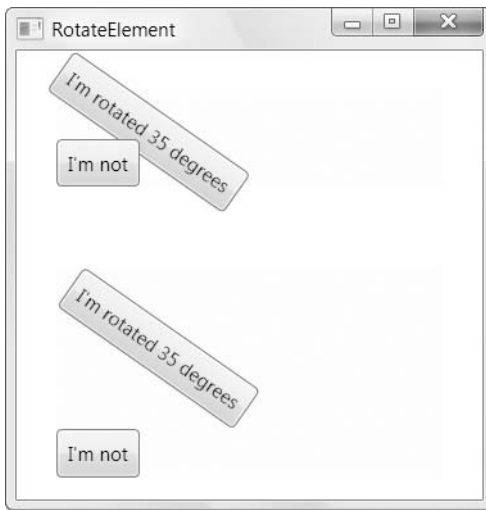 RotateElement
I'm rotated 35 degrees
I'm not
I'm rotated 35 degrees
I'm not